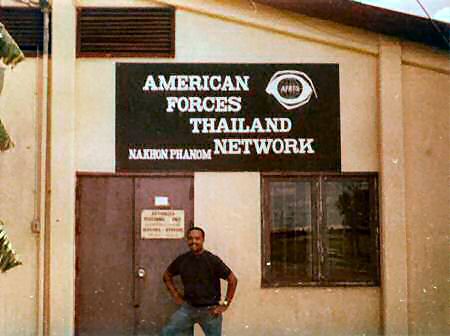 AMERICAN
FORCES
THAILAND
NAKHON PHANOM NETWORK
AFRTS
AUTHORIZED
PERSONNEL ONLY